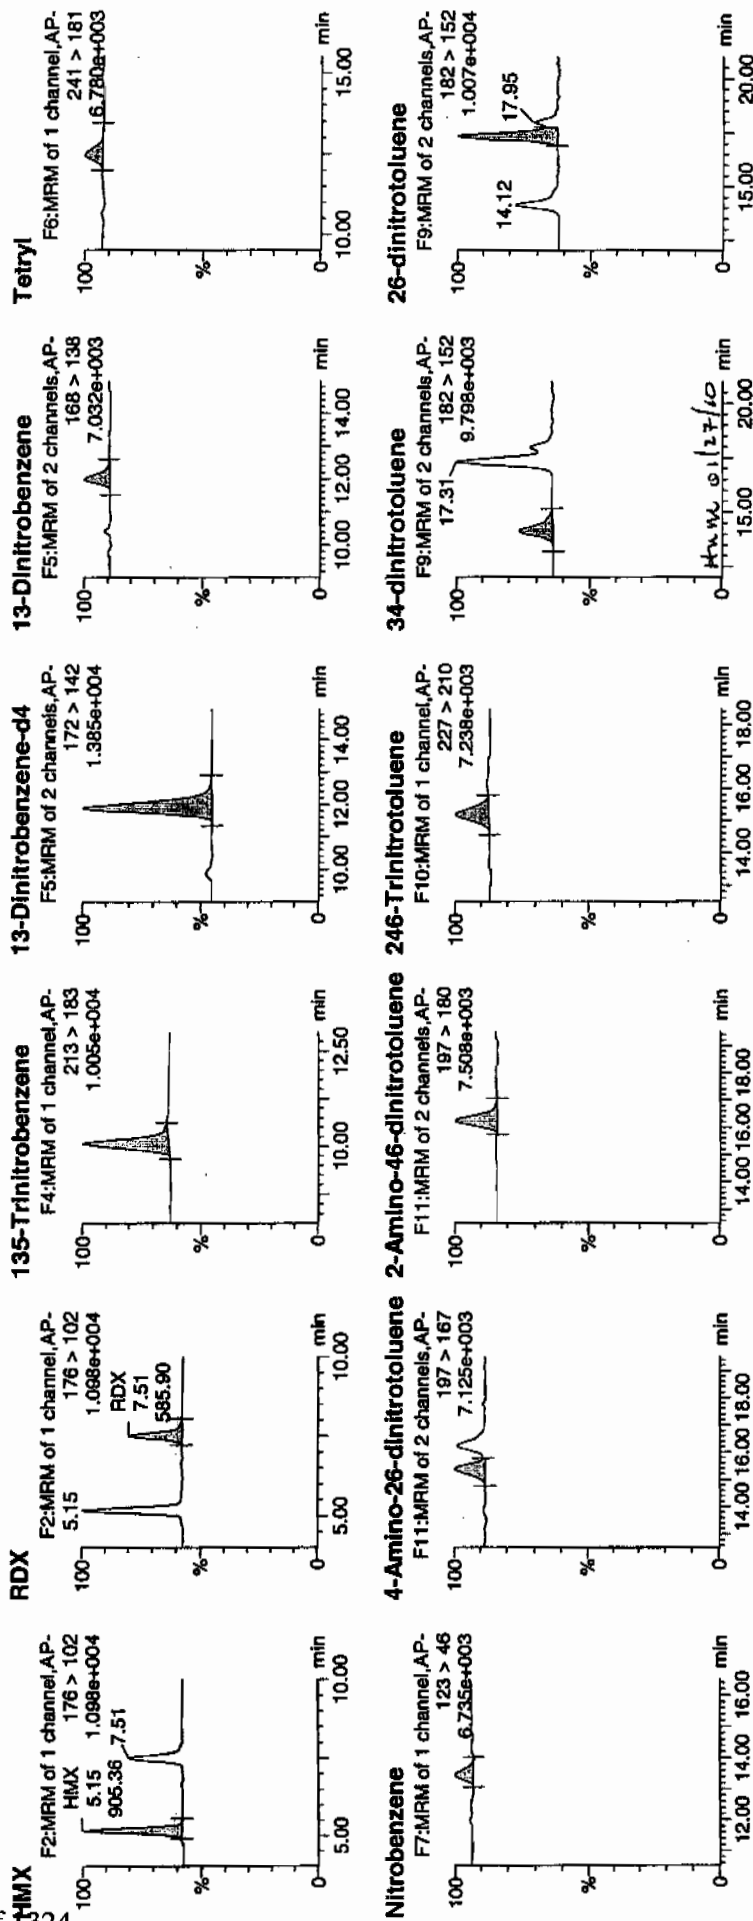 HMX
F2:MRM of 1 channel,AP-
HMX 176 > 102
5.15 1.098e+004
905.36
7.51
100
%
0
5.00 10.00 min
RDX
F2:MRM of 1 channel,AP-
5.15 176 > 102
1.098e+004
RDX
7.51
585.90
100
%
0
5.00 10.00 min
135-Trinitrobenzene
F4:MRM of 1 channel,AP-
213 > 183
1.005e+004
100
%
0
10.00 12.50 min
13-Dinitrobenzene-d4
F5:MRM of 2 channels,AP-
172 > 142
1.385e+004
100
%
0
10.00 12.00 14.00 min
13-Dinitrobenzene
F5:MRM of 2 channels,AP-
168 > 138
7.032e+003
100
%
0
10.00 12.00 14.00 min
Tetryl
F6:MRM of 1 channel,AP-
241 > 181
6.780e+003
100
%
0
10.00 15.00 min
Nitrobenzene
F7:MRM of 1 channel,AP-
123 > 46
6.735e+003
100
%
0
12.00 14.00 16.00 min
4-Amino-26-dinitrotoluene
F11:MRM of 2 channels,AP-
197 > 167
7.125e+003
100
%
0
14.00 16.00 18.00 min
2-Amino-46-dinitrotoluene
F11:MRM of 2 channels,AP-
197 > 180
7.508e+003
100
%
0
14.00 16.00 18.00 min
246-Trinitrotoluene
F10:MRM of 1 channel,AP-
227 > 210
7.238e+003
100
%
0
14.00 16.00 18.00 min
34-dinitrotoluene
F9:MRM of 2 channels,AP-
17.31 182 > 152
9.798e+003
100
%
0
15.00 20.00 min
01/27/10
26-dinitrotoluene
F9:MRM of 2 channels,AP-
182 > 152
1.007e+004
14.12
17.95
100
%
0
15.00 20.00 min